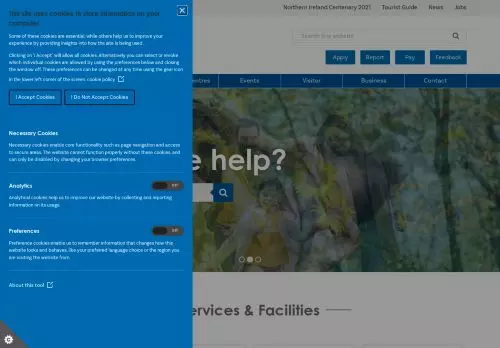 This site uses cookies to store information on your computer
Some of these cookies are essential, while others help us to improve your
experience by providing insights into how the site is being used.
Clicking on 'I Accept' will allow all cookies. Alternatively you can select or revoke
which individual cookies are allowed by using the preferences below and closing
the window off. These preferences can be changed at any time using the gear icon
in the lower left corner of the screen. cookie policy
I Accept Cookies
I Do Not Accept Cookies
Necessary Cookies
Necessary cookies enable core functionality such as page navigation and access
to secure areas. The website cannot function properly without these cookies, and
can only be disabled by changing your browser preferences.
Analytics
Off
Analytical cookies help us to improve our website by collecting and reporting
information on its usage.
Preferences
Off
Preference cookies enable us to remember information that changes how this
website looks and behaves, like your preferred language choice or the region you
are visiting the website from.
About this tool
Northern Ireland Centenary 2021
Tourist Guide
News
Jobs
Search the website
Apply
Report
Pay
Feedback
ntres
Events
Visitor
Business
Contact
e help?
ervices & Facilities